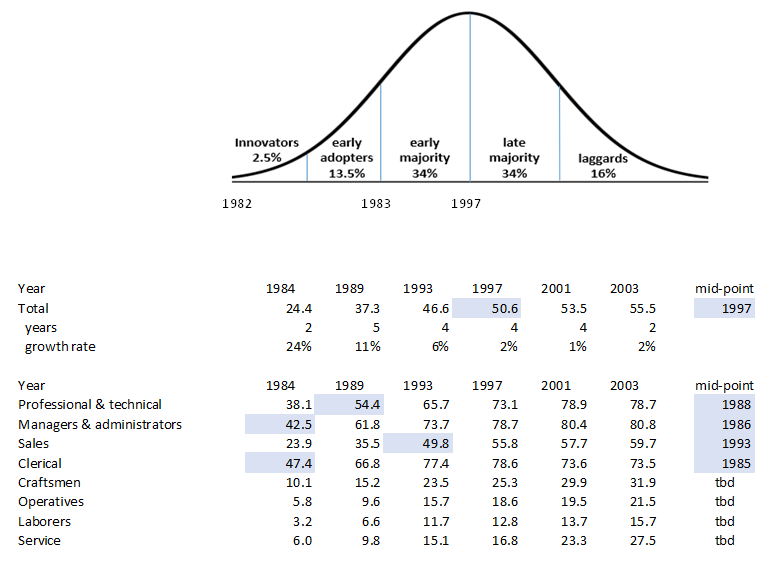 Innovators early early late
2.5% adopters majority majority laggards
13.5% 34% 34% 16%
1982 1983 1997
Year 1984 1989 1993 1997 2001 2003 mid-point
Total 24.4 37.3 46.6 50.6 53.5 55.5 1997
years 2 5 4 4 4 2
growth rate 24% 11% 6% 2% 1% 2%
Year 1984 1989 1993 1997 2001 2003 mid-point
Professional & technical 38.1 54.4 65.7 73.1 78.9 78.7 1988
Managers & administrators 42.5 61.8 73.7 78.7 80.4 80.8 1986
Sales 23.9 35.5 49.8 55.8 57.7 59.7 1993
Clerical 47.4 66.8 77.4 78.6 73.6 73.5 1985
Craftsmen 10.1 15.2 23.5 25.3 29.9 31.9 tbd
Operatives 5.8 9.6 15.7 18.6 19.5 21.5 tbd
Laborers 3.2 6.6 11.7 12.8 13.7 15.7 tbd
Service 6.0 9.8 15.1 16.8 23.3 27.5 tbd